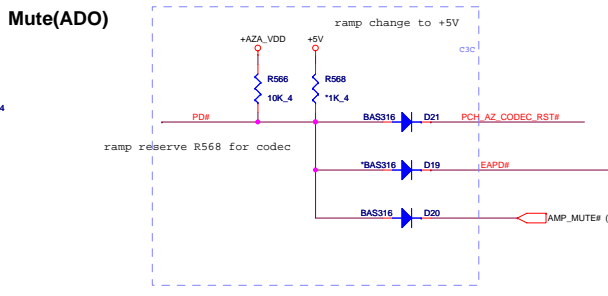 Mute(ADO)
ramp change to +5V
+AZA_VDD
+5V
C3C
R566
R568
10K_4
*1K_4
4
PD#
BAS316
D21
PCH_AZ_CODEC_RST#
ramp reserve R568 for codec
*BAS316
D19
EAPD#
BAS316
D20
AMP_MUTE# (